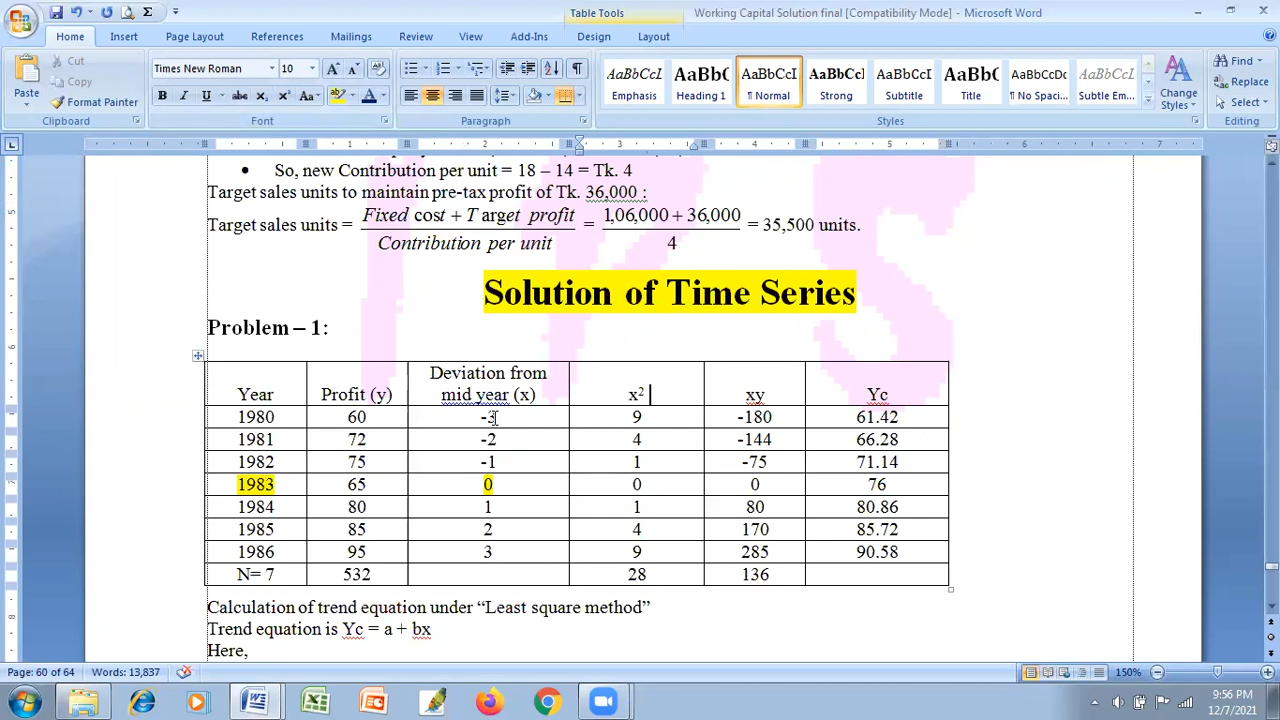 Working Capital Solution final [Compatibility Mode] - Microsoft Word
Table Tools
Home Insert Page Layout References Mailings Review View Add-Ins Design Layout
Paste
Cut
Copy
Format Painter
Clipboard
Times New Roman 10
Font
Paragraph
AaBbCcI AaBbCc AaBbCcI AaBbCcI AaBbCcI AaBbCcI AaBbCcDc AaBbCcI
Emphasis Heading 1 ¶ Normal Strong Subtitle Title ¶ No Spaci... Subtle Em...
Change Styles
Styles
Find
Replace
Select
Editing
• So, new Contribution per unit = 18 – 14 = Tk. 4
Target sales units to maintain pre-tax profit of Tk. 36,000 :
Target sales units = Fixed cost + T arget profit / Contribution per unit = 1,06,000 + 36,000 / 4 = 35,500 units.
Solution of Time Series
Problem – 1:
Year Profit (y) Deviation from mid year (x) x² xy Yc
1980 60 -3 9 -180 61.42
1981 72 -2 4 -144 66.28
1982 75 -1 1 -75 71.14
1983 65 0 0 0 76
1984 80 1 1 80 80.86
1985 85 2 4 170 85.72
1986 95 3 9 285 90.58
N= 7 532 28 136
Calculation of trend equation under “Least square method”
Trend equation is Yc = a + bx
Here,
Page: 60 of 64 Words: 13,837 150%
9:56 PM
12/7/2021